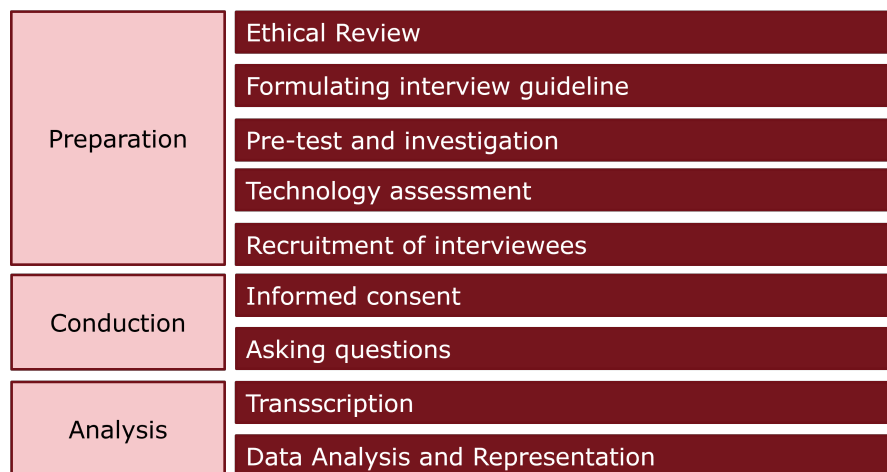 Preparation
Ethical Review
Formulating interview guideline
Pre-test and investigation
Technology assessment
Recruitment of interviewees
Conduction
Informed consent
Asking questions
Analysis
Transscription
Data Analysis and Representation